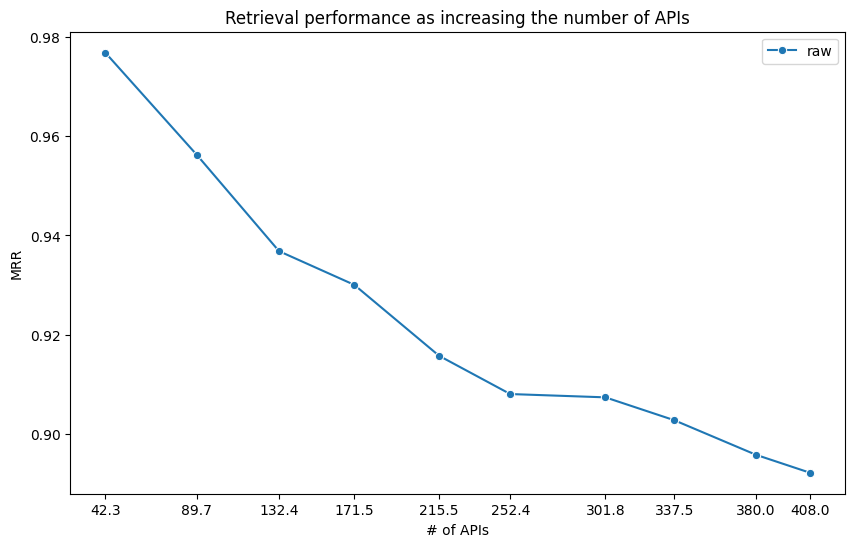 Retrieval performance as increasing the number of APIs
raw
MRR
0.98
0.96
0.94
0.92
0.90
42.3 89.7 132.4 171.5 215.5 252.4 301.8 337.5 380.0 408.0
# of APIs